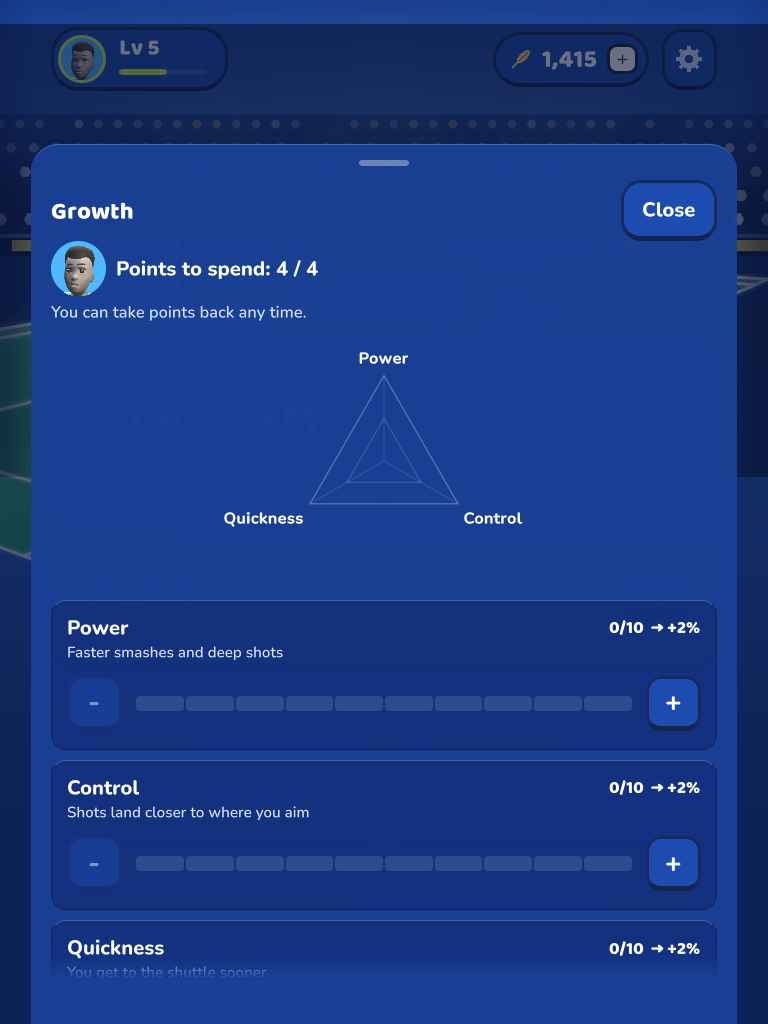 Lv 5
1,415
+
Growth
Close
Points to spend: 4 / 4
You can take points back any time.
LOCAL GYM
Power
Quickness
Control
Power
0/10 → +2%
Faster smashes and deep shots
-
+
Control
0/10 → +2%
Shots land closer to where you aim
-
+
Quickness
0/10 → +2%
You get to the shuttle sooner